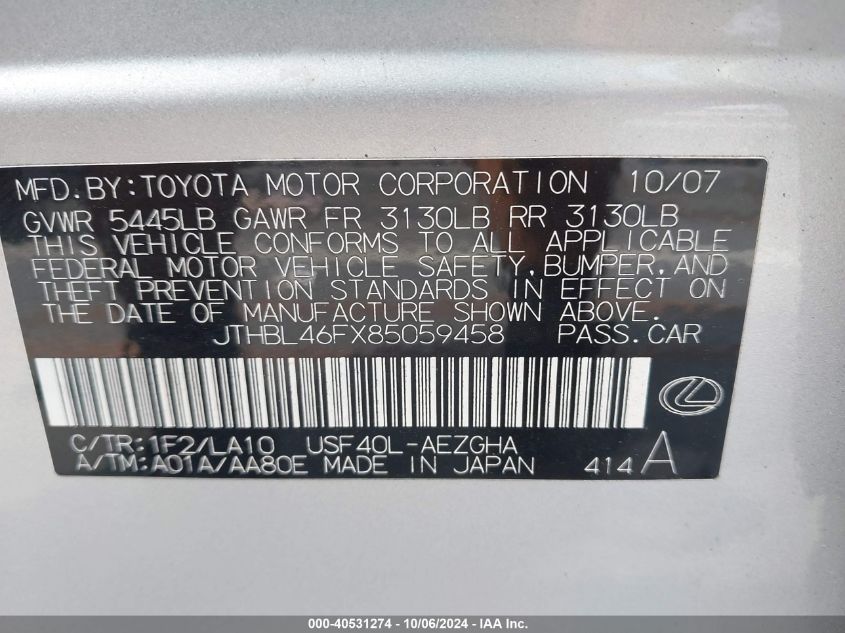 MFD.BY:TOYOTA MOTOR CORPORATION 10/07
GVWR 5445LB GAWR FR 3130LB RR 3130LB
THIS VEHICLE CONFORMS TO ALL APPLICABLE
FEDERAL MOTOR VEHICLE SAFETY,BUMPER,AND
THEFT PREVENTION STANDARDS IN EFFECT ON
THE DATE OF MANUFACTURE SHOWN ABOVE.
JTHBL46FX85059458 PASS.CAR
C/TR:1F2/LA10 USF40L-AEZGHA
A/TM:A01A/AA80E MADE IN JAPAN 414A
000-40531274 - 10/06/2024 - IAA Inc.